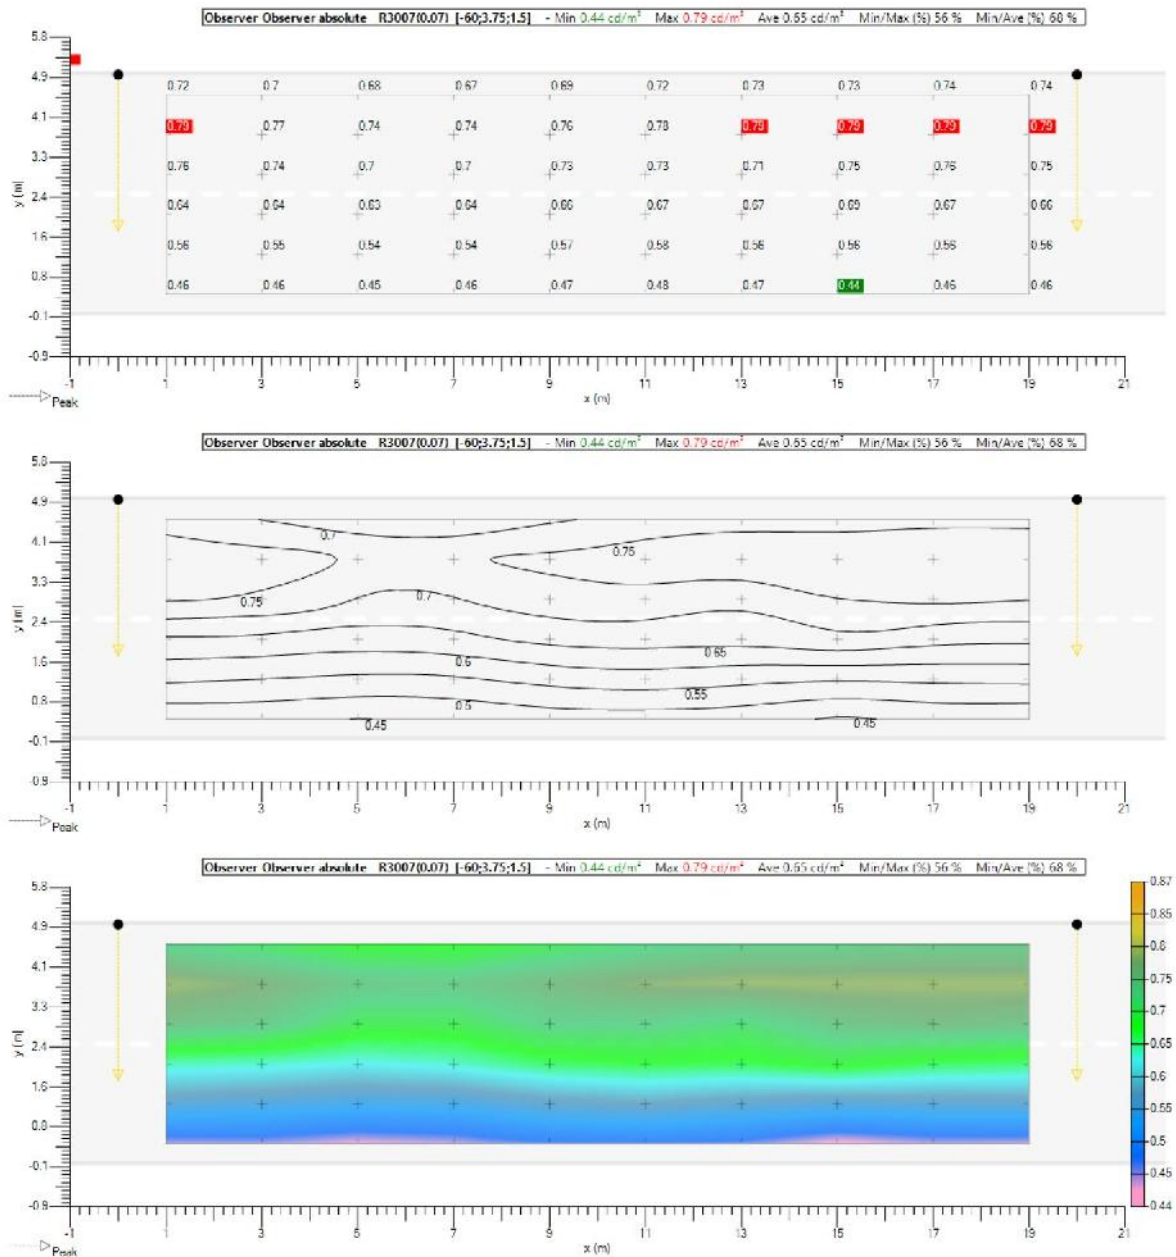 Observer Observer absolute R3007(0.07) [-60;3.75;1.5] - Min 0.44 cd/m² Max 0.79 cd/m² Ave 0.65 cd/m² Min/Max (%) 56 % Min/Ave (%) 68 %
5.8
4.9
0.72 0.7 0.68 0.67 0.69 0.72 0.73 0.73 0.74 0.74
4.1
0.79 0.77 0.74 0.74 0.76 0.78 0.79 0.79 0.79 0.79
3.3
0.76 0.74 0.7 0.7 0.73 0.73 0.71 0.75 0.76 0.75
y (m)
2.4
0.64 0.64 0.63 0.64 0.66 0.67 0.67 0.69 0.67 0.66
1.6
0.56 0.55 0.54 0.54 0.57 0.58 0.56 0.56 0.56 0.56
0.8
0.46 0.46 0.45 0.46 0.47 0.48 0.47 0.44 0.46 0.46
-0.1
-0.9
-1 1 3 5 7 9 11 13 15 17 19 21
Peak
x (m)
Observer Observer absolute R3007(0.07) [-60;3.75;1.5] - Min 0.44 cd/m² Max 0.79 cd/m² Ave 0.65 cd/m² Min/Max (%) 56 % Min/Ave (%) 68 %
5.8
4.9
4.1
0.7
0.75
3.3
0.75
0.7
y (m)
2.4
0.65
1.6
0.6
0.55
0.8
0.5
0.45
0.45
-0.1
-0.9
-1 1 3 5 7 9 11 13 15 17 19 21
Peak
x (m)
Observer Observer absolute R3007(0.07) [-60;3.75;1.5] - Min 0.44 cd/m² Max 0.79 cd/m² Ave 0.65 cd/m² Min/Max (%) 56 % Min/Ave (%) 68 %
5.8
4.9
4.1
3.3
y (m)
2.4
1.6
0.8
-0.1
-0.9
0.87
0.85
0.8
0.75
0.7
0.65
0.6
0.55
0.5
0.45
0.44
-1 1 3 5 7 9 11 13 15 17 19 21
Peak
x (m)